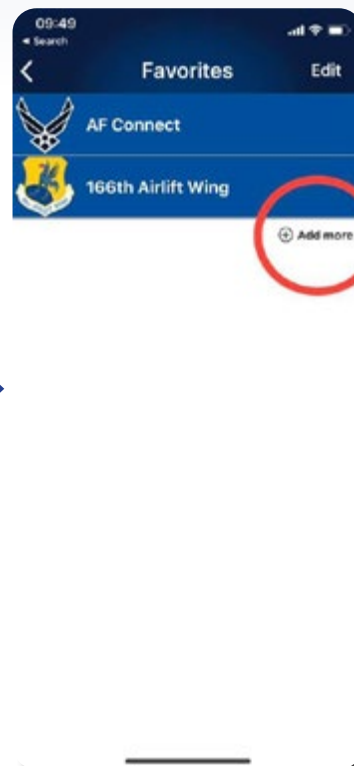 09:49
Search
Favorites
Edit
AF Connect
166th Airlift Wing
Add more